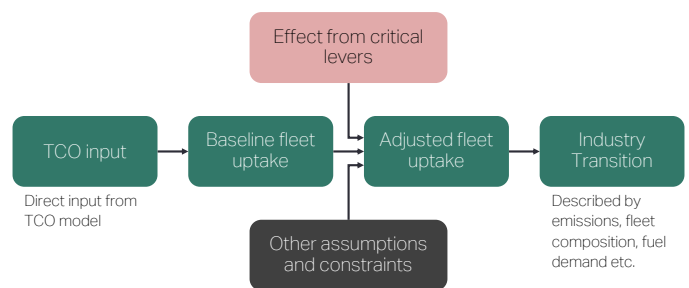 Effect from critical
levers
TCO input
Baseline fleet
uptake
Adjusted fleet
uptake
Industry
Transition
Direct input from
TCO model
Described by
emissions, fleet
composition, fuel
demand etc.
Other assumptions
and constraints